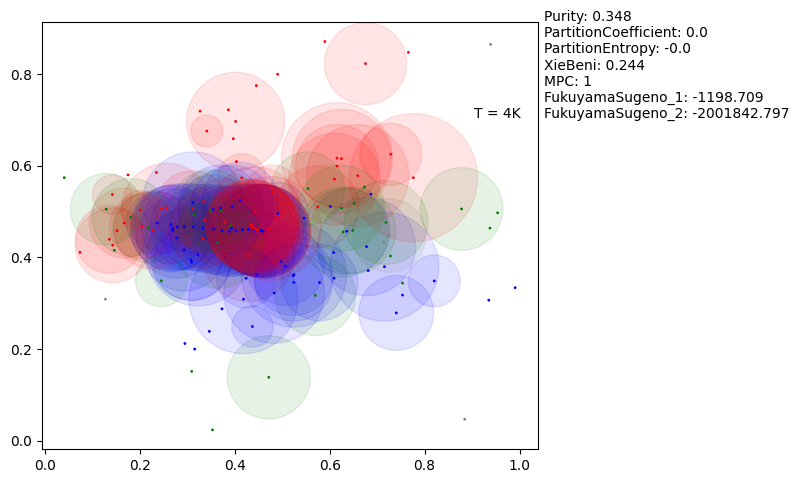 Purity: 0.348
PartitionCoefficient: 0.0
PartitionEntropy: -0.0
XieBeni: 0.244
MPC: 1
FukuyamaSugeno_1: -1198.709
FukuyamaSugeno_2: -2001842.797
T = 4K
0.8
0.6
0.4
0.2
0.0
0.0 0.2 0.4 0.6 0.8 1.0